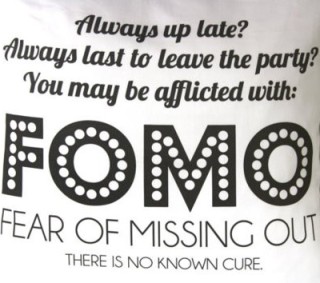 Always up late?
Always last to leave the party?
You may be afflicted with:
FOMO
FEAR OF MISSING OUT
THERE IS NO KNOWN CURE.